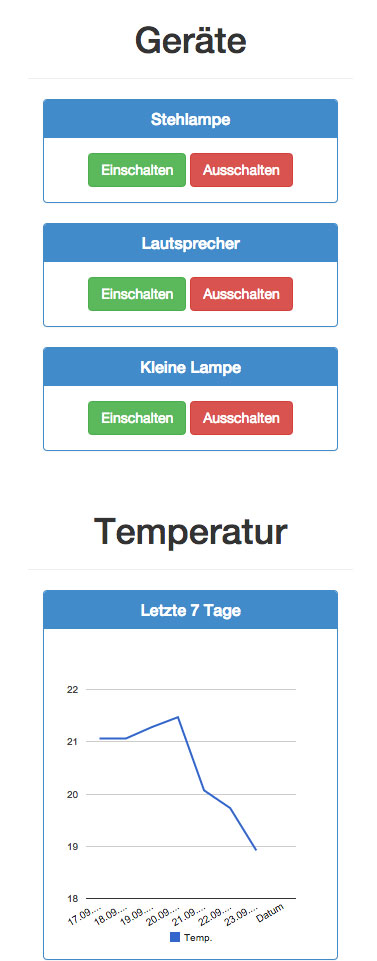 Geräte
Stehlampe
Einschalten Ausschalten
Lautsprecher
Einschalten Ausschalten
Kleine Lampe
Einschalten Ausschalten
Temperatur
Letzte 7 Tage
22
21
20
19
18
17.09.... 18.09.... 19.09.... 20.09.... 21.09.... 22.09.... 23.09.... Datum
Temp.